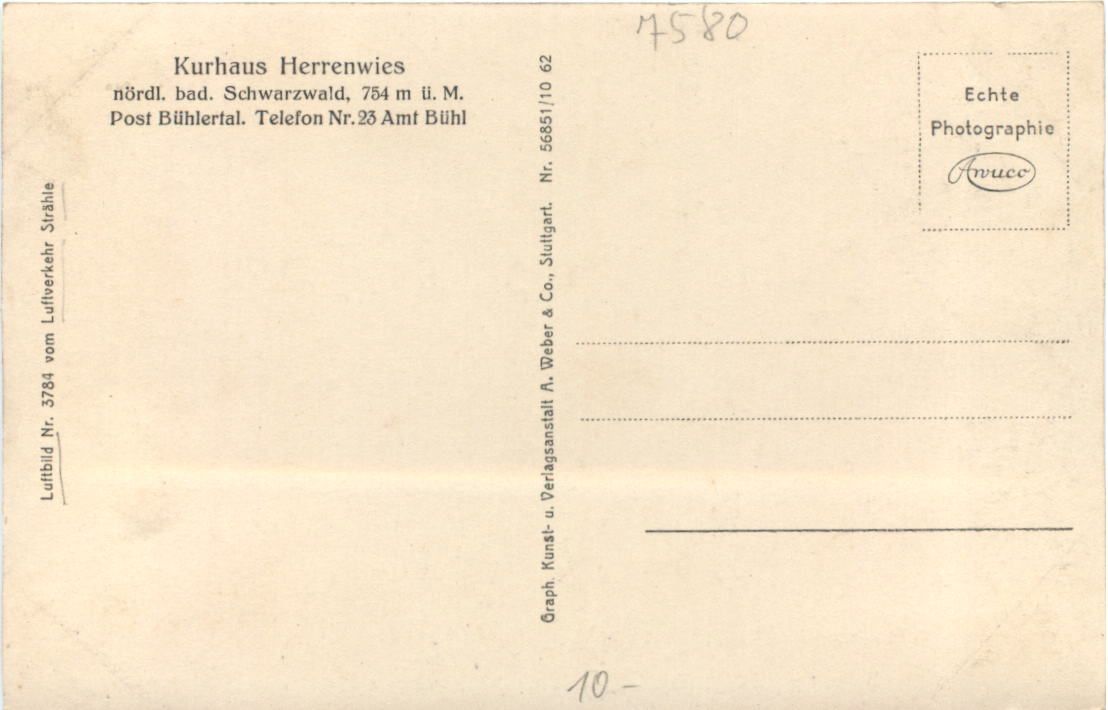 7580
Kurhaus Herrenwies
nördl. bad. Schwarzwald, 754 m ü. M.
Post Bühlertal. Telefon Nr. 23 Amt Bühl
Luftbild Nr. 3784 vom Luftverkehr Strähle
Graph. Kunst- u. Verlagsanstalt A. Weber & Co., Stuttgart. Nr. 56851/10 62
Echte
Photographie
Awuco
10.-